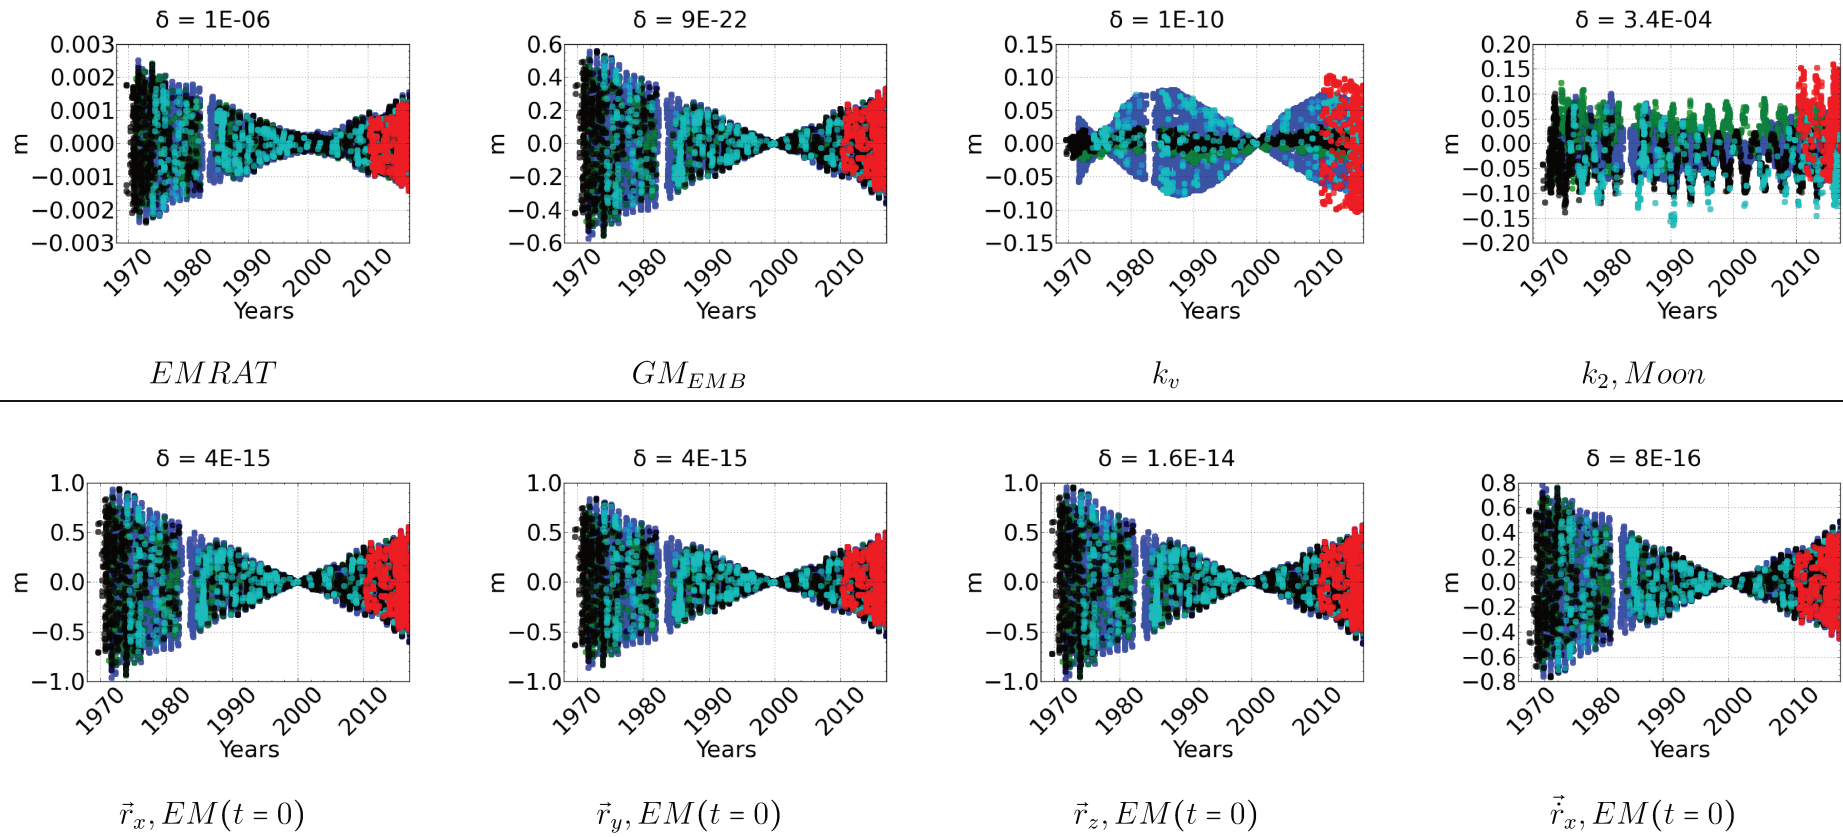 δ = 1E-06 δ = 9E-22 δ = 1E-10 δ = 3.4E-04
0.003 0.6 0.15 0.20
0.002 0.4 0.10 0.15
0.001 0.2 0.05 0.10
0.000 0.0 0.00 0.05
−0.001 −0.2 −0.05 0.00
−0.002 −0.4 −0.10 −0.05
−0.003 −0.6 −0.15 −0.10
−0.15
−0.20
m m m m
1970 1980 1990 2000 2010 1970 1980 1990 2000 2010 1970 1980 1990 2000 2010 1970 1980 1990 2000 2010
Years Years Years Years
EMRAT GM_EMB k_v k_2, Moon
δ = 4E-15 δ = 4E-15 δ = 1.6E-14 δ = 8E-16
1.0 1.0 1.0 0.8
0.5 0.5 0.5 0.6
0.0 0.0 0.0 0.4
−0.5 −0.5 −0.5 0.2
−1.0 −1.0 −1.0 0.0
−0.2
−0.4
−0.6
−0.8
m m m m
1970 1980 1990 2000 2010 1970 1980 1990 2000 2010 1970 1980 1990 2000 2010 1970 1980 1990 2000 2010
Years Years Years Years
r⃗_x, EM(t = 0) r⃗_y, EM(t = 0) r⃗_z, EM(t = 0) ṙ⃗_x, EM(t = 0)